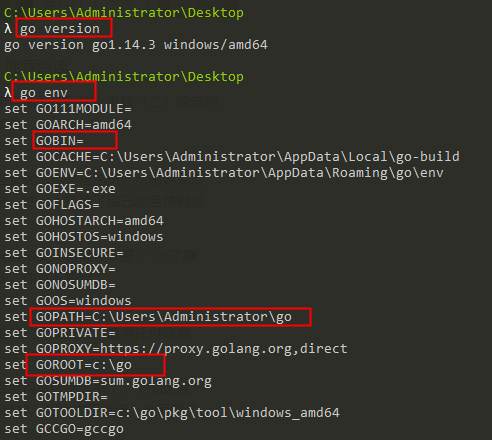 C:\Users\Administrator\Desktop
λ go version
go version go1.14.3 windows/amd64

C:\Users\Administrator\Desktop
λ go env
set GO111MODULE=
set GOARCH=amd64
set GOBIN=
set GOCACHE=C:\Users\Administrator\AppData\Local\go-build
set GOENV=C:\Users\Administrator\AppData\Roaming\go\env
set GOEXE=.exe
set GOFLAGS=
set GOHOSTARCH=amd64
set GOHOSTOS=windows
set GOINSECURE=
set GONOPROXY=
set GONOSUMDB=
set GOOS=windows
set GOPATH=C:\Users\Administrator\go
set GOPRIVATE=
set GOPROXY=https://proxy.golang.org,direct
set GOROOT=c:\go
set GOSUMDB=sum.golang.org
set GOTMPDIR=
set GOTOOLDIR=c:\go\pkg\tool\windows_amd64
set GCCGO=gccgo